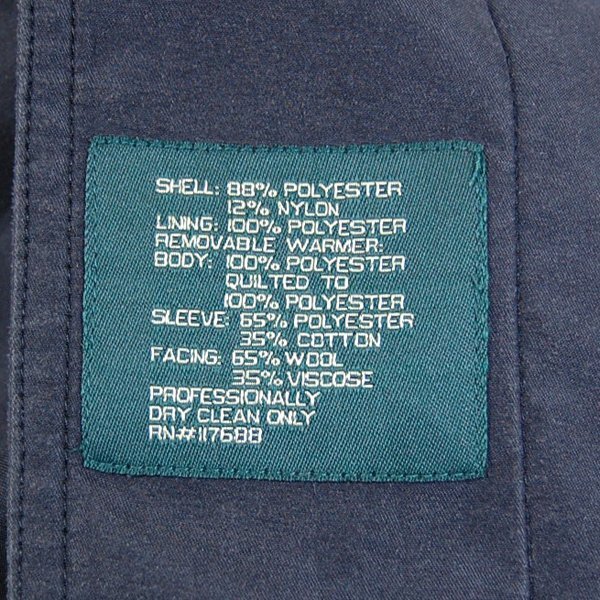 SHELL: 88% POLYESTER
12% NYLON
LINING: 100% POLYESTER
REMOVABLE WARMER:
BODY: 100% POLYESTER
QUILTED TO
100% POLYESTER
SLEEVE: 65% POLYESTER
35% COTTON
FACING: 65% WOOL
35% VISCOSE
PROFESSIONALLY
DRY CLEAN ONLY
RN#117688